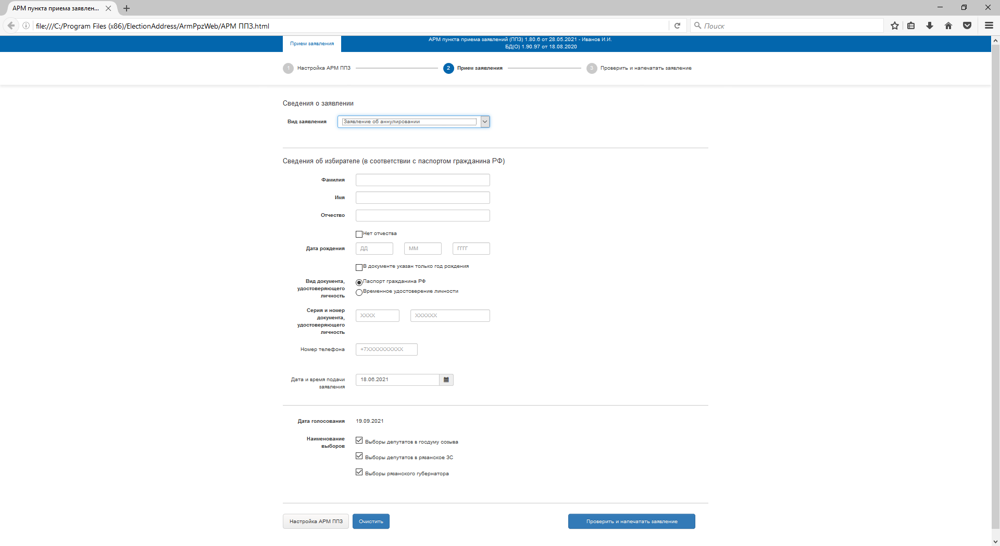 АРМ пункта приема заявлен...
file:///C:/Program Files (x86)/ElectionAddress/ArmPpzWeb/АРМ ППЗ.html
Поиск
Прием заявления
АРМ пункта приема заявлений (ППЗ) 1.80.6 от 28.05.2021 - Иванов И.И.
БД(О) 1.90.97 от 18.08.2020
1 Настройка АРМ ППЗ
2 Прием заявления
3 Проверить и напечатать заявление
Сведения о заявлении
Вид заявления
Заявление об аннулировании
Сведения об избирателе (в соответствии с паспортом гражданина РФ)
Фамилия
Имя
Отчество
Нет отчества
Дата рождения
ДД
ММ
ГГГГ
В документе указан только год рождения
Вид документа,
удостоверяющего
личность
Паспорт гражданина РФ
Временное удостоверение личности
Серия и номер
документа,
удостоверяющего
личность
XXXX
XXXXXX
Номер телефона
+7XXXXXXXXXX
Дата и время подачи
заявления
18.06.2021
Дата голосования
19.09.2021
Наименование
выборов
Выборы депутатов в госдуму созыва
Выборы депутатов в рязанское ЗС
Выборы рязанского губернатора
Настройка АРМ ППЗ
Очистить
Проверить и напечатать заявление